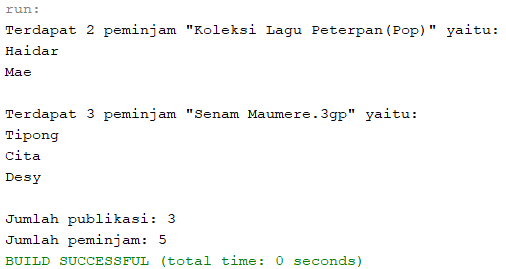 run:
Terdapat 2 peminjam "Koleksi Lagu Peterpan(Pop)" yaitu:
Haidar
Mae
Terdapat 3 peminjam "Senam Maumere.3gp" yaitu:
Tipong
Cita
Desy
Jumlah publikasi: 3
Jumlah peminjam: 5
BUILD SUCCESSFUL (total time: 0 seconds)